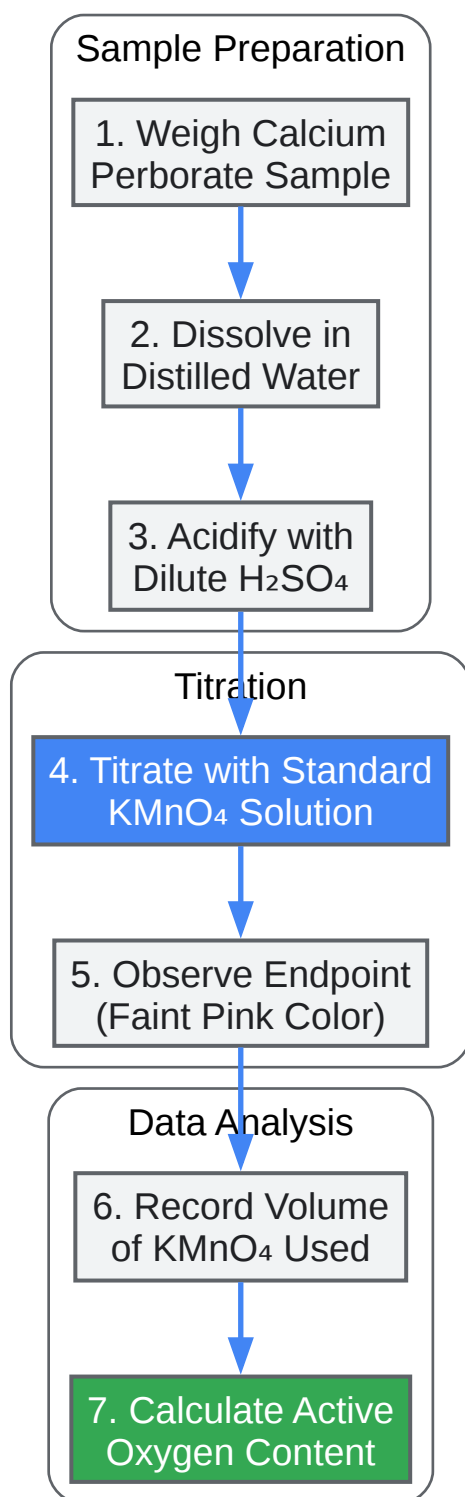 Sample Preparation
1. Weigh Calcium
Perborate Sample
2. Dissolve in
Distilled Water
3. Acidify with
Dilute H₂SO₄
Titration
4. Titrate with Standard
KMnO₄ Solution
5. Observe Endpoint
(Faint Pink Color)
Data Analysis
6. Record Volume
of KMnO₄ Used
7. Calculate Active
Oxygen Content